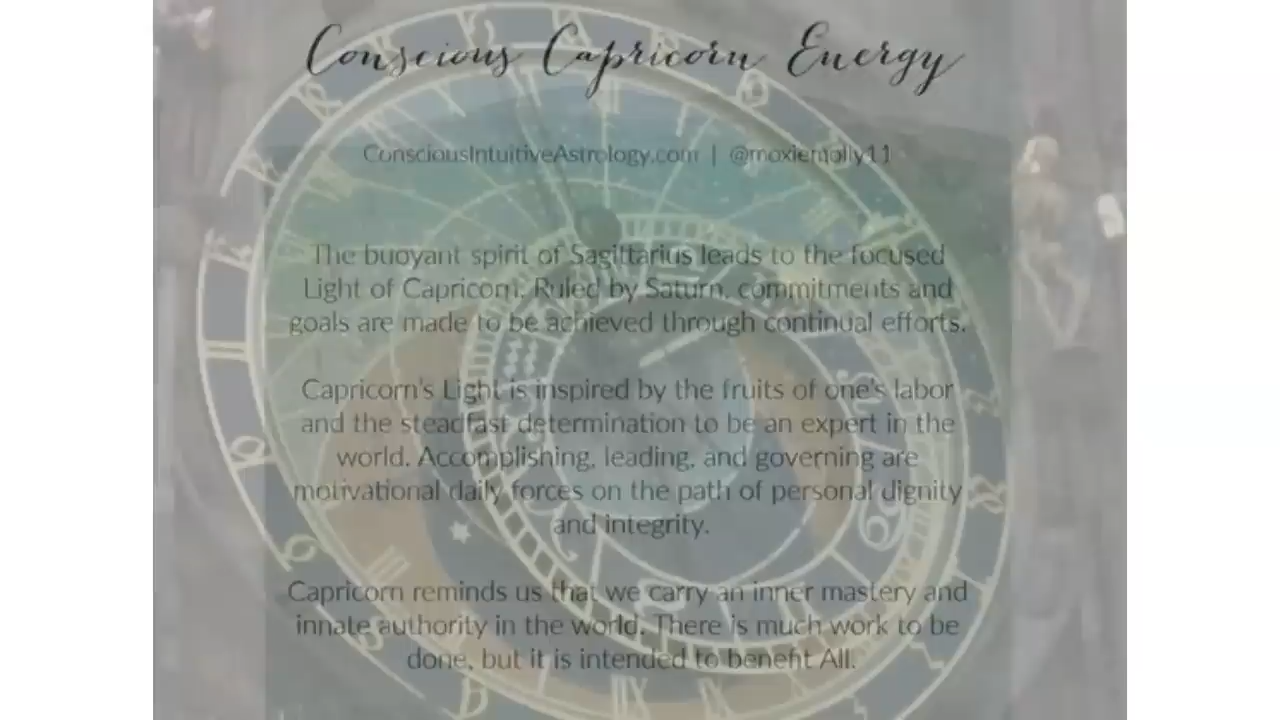 Conscious Capricorn Energy
ConsciousIntuitiveAstrology.com | @moxiemolly11
The buoyant spirit of Sagittarius leads to the focused
Light of Capricorn. Ruled by Saturn, commitments and
goals are made to be achieved through continual efforts.
Capricorn's Light is inspired by the fruits of one's labor
and the steadfast determination to be an expert in the
world. Accomplishing, leading, and governing are
motivational daily forces on the path of personal dignity
and integrity.
Capricorn reminds us that we carry an inner mastery and
innate authority in the world. There is much work to be
done, but it is intended to benefit All.